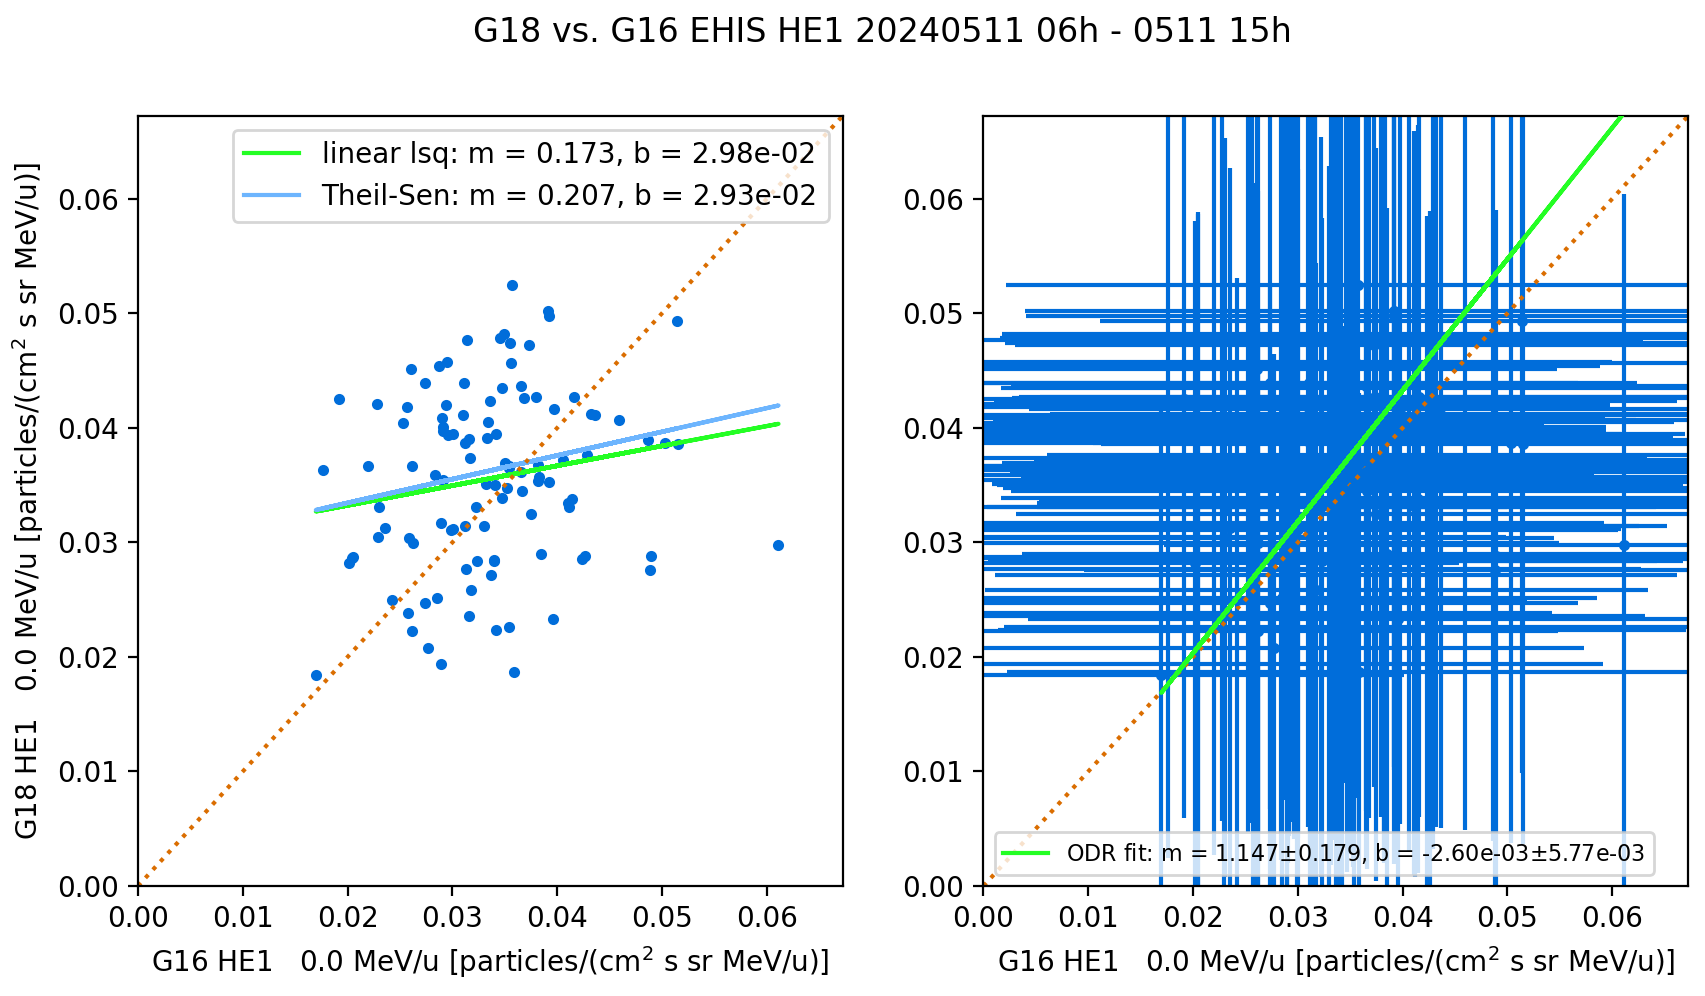 G18 vs. G16 EHIS HE1 20240511 06h - 0511 15h
linear lsq: m = 0.173, b = 2.98e-02
Theil-Sen: m = 0.207, b = 2.93e-02
G18 HE1   0.0 MeV/u [particles/(cm² s sr MeV/u)]
0.06
0.05
0.04
0.03
0.02
0.01
0.00
0.00 0.01 0.02 0.03 0.04 0.05 0.06
G16 HE1   0.0 MeV/u [particles/(cm² s sr MeV/u)]
0.06
0.05
0.04
0.03
0.02
0.01
0.00
ODR fit: m = 1.147±0.179, b = -2.60e-03±5.77e-03
0.00 0.01 0.02 0.03 0.04 0.05 0.06
G16 HE1   0.0 MeV/u [particles/(cm² s sr MeV/u)]